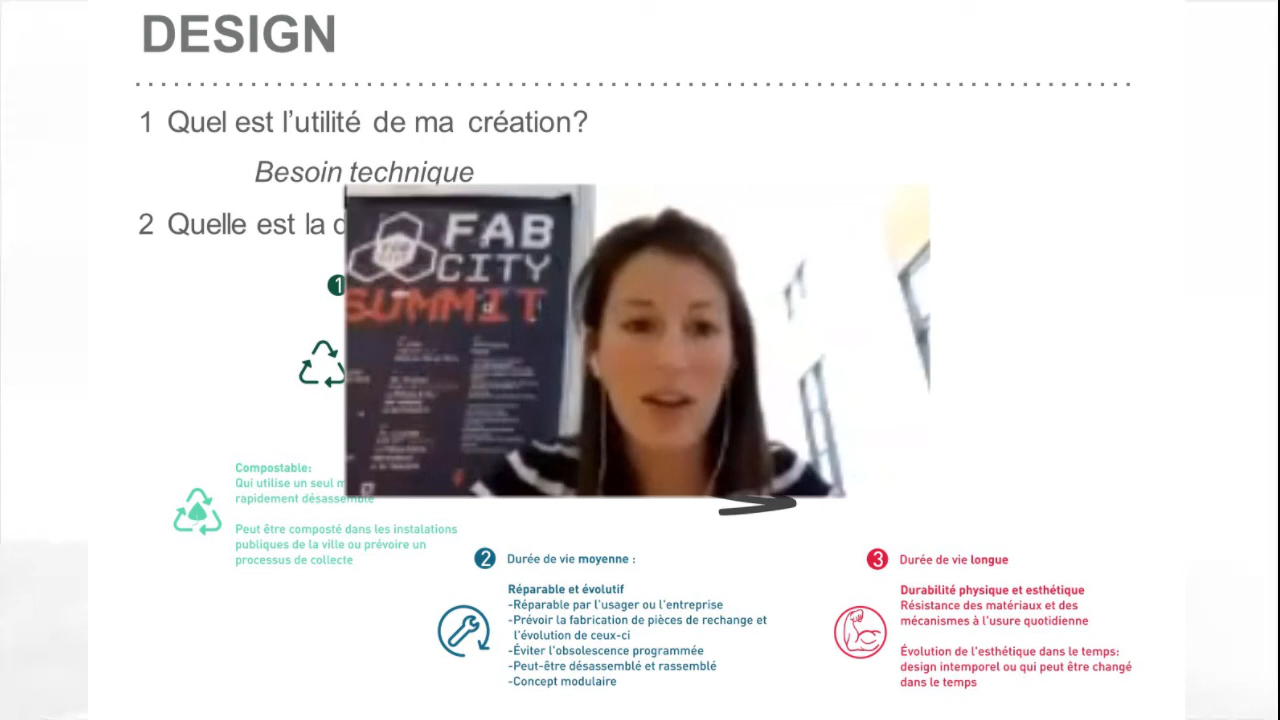 DESIGN
1 Quel est l’utilité de ma création?
Besoin technique
2 Quelle est la
FAB
CITY
SUMMIT
1
Compostable:
Qui utilise un seul
rapidement désassemblé
Peut être composté dans les instalations
publiques de la ville ou prévoire un
processus de collecte
2 Durée de vie moyenne :
Réparable et évolutif
-Réparable par l'usager ou l'entreprise
-Prévoir la fabrication de pièces de rechange et
l'évolution de ceux-ci
-Éviter l'obsolescence programmée
-Peut-être désassemblé et rassemblé
-Concept modulaire
3 Durée de vie longue
Durabilité physique et esthétique
Résistance des matériaux et des
mécanismes à l'usure quotidienne
Évolution de l'esthétique dans le temps:
design intemporel ou qui peut être changé
dans le temps